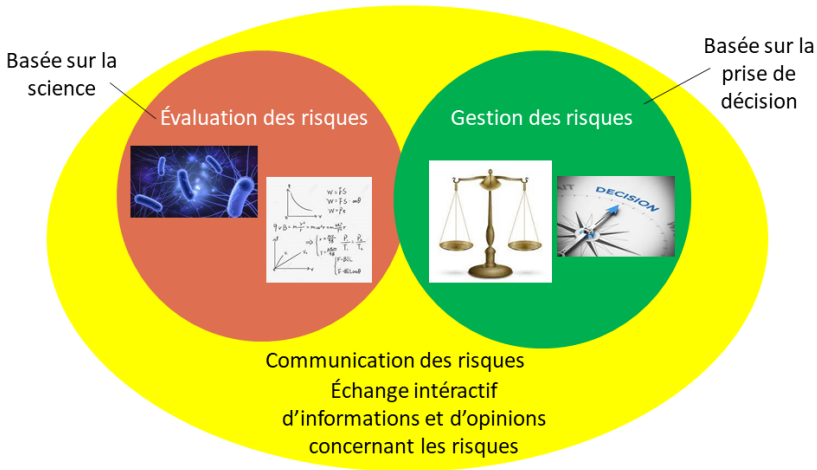 Basée sur la
science
Évaluation des risques
Gestion des risques
Basée sur la
prise de
décision
DECISION
Communication des risques
Échange intéractif
d'informations et d'opinions
concernant les risques